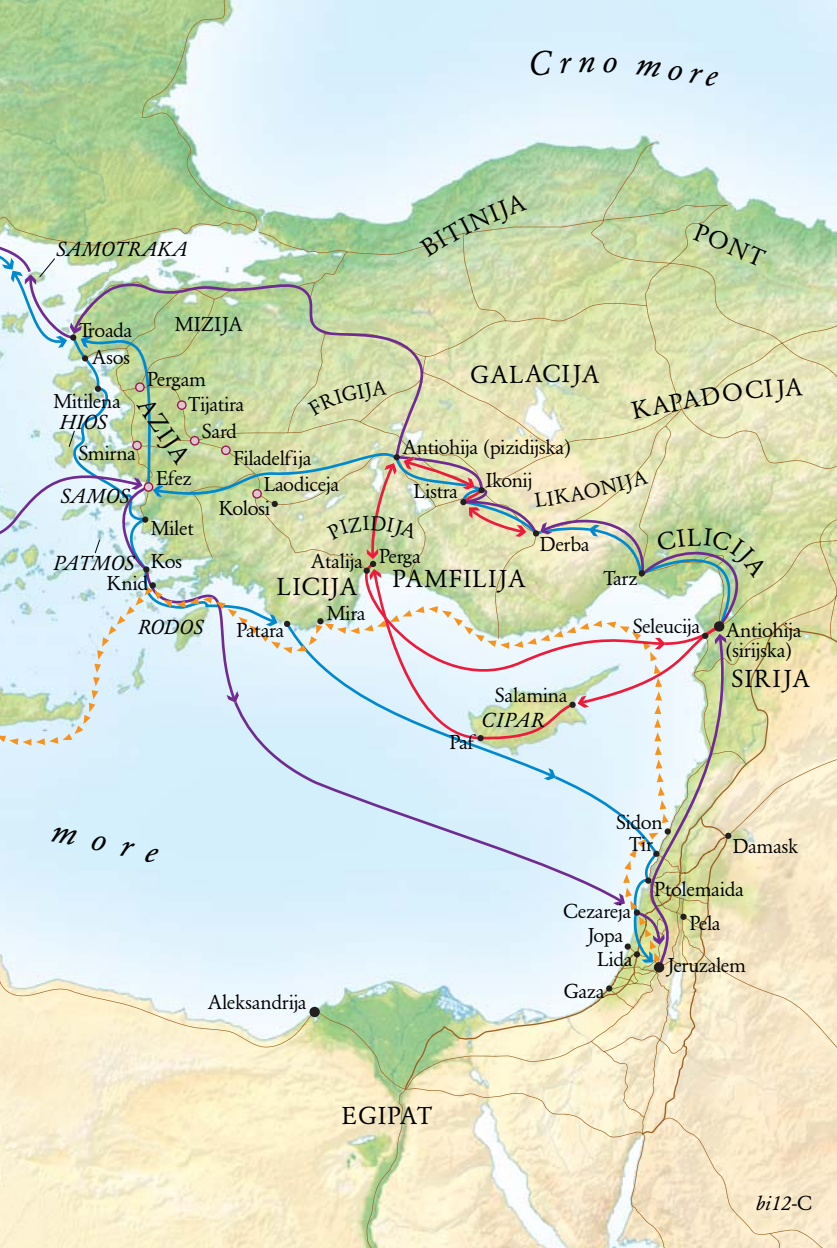 Crno more
BITINIJA
PONT
SAMOTRAKA
MIZIJA
Troada
Asos
GALACIJA
Pergam
KAPADOCIJA
FRIGIJA
Mitilena
Tijatira
HIOS
AZIJA
Sard
Antiohija (pizidijska)
Smirna
Filadelfija
Efez
Laodiceja
Ikonij
Listra
LIKAONIJA
SAMOS
Kolosi
Milet
PIZIDIJA
Derba
CILICIJA
PATMOS
Kos
Atalija
Perga
Knid
LICIJA
PAMFILIJA
Tarz
Mira
RODOS
Patara
Seleucija
Antiohija
(sirijska)
SIRIJA
Salamina
CIPAR
Paf
more
Sidon
Tir
Damask
Ptolemaida
Cezareja
Pela
Jopa
Lida
Jeruzalem
Gaza
Aleksandrija
EGIPAT
bi12-C